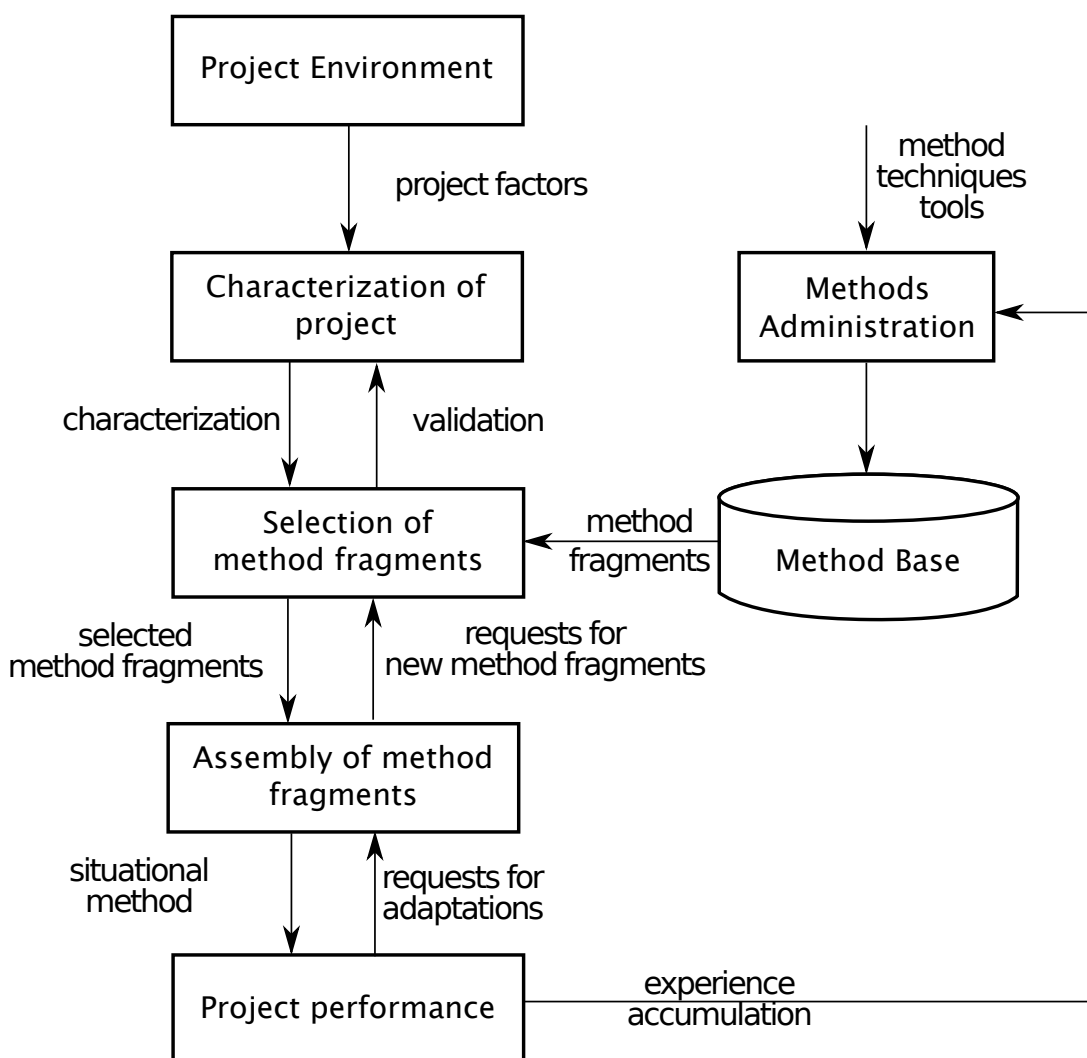 Project Environment
project factors
method
techniques
tools
Characterization of
project
Methods
Administration
characterization
validation
Selection of
method fragments
method
fragments
Method Base
selected
method fragments
requests for
new method fragments
Assembly of method
fragments
situational
method
requests for
adaptations
Project performance
experience
accumulation